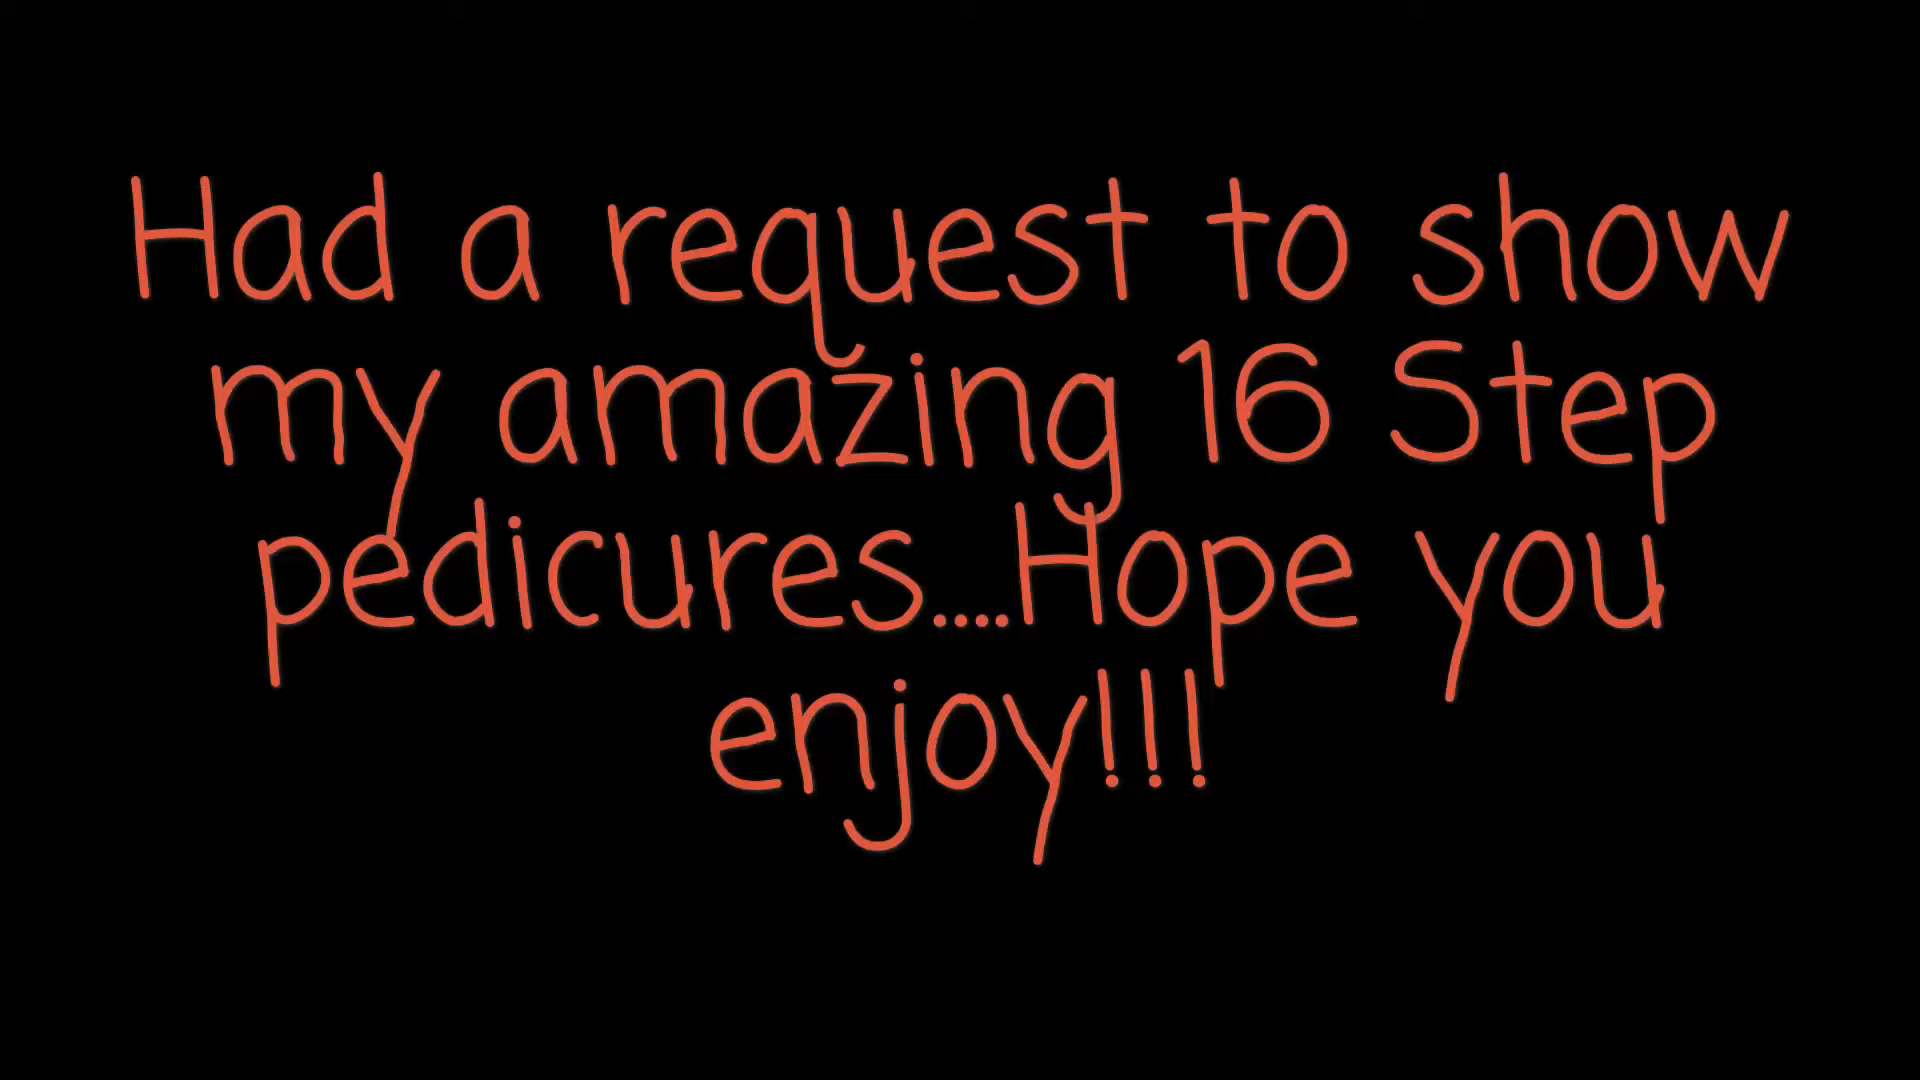 Had a request to show
my amazing 16 Step
pedicures....Hope you
enjoy!!!